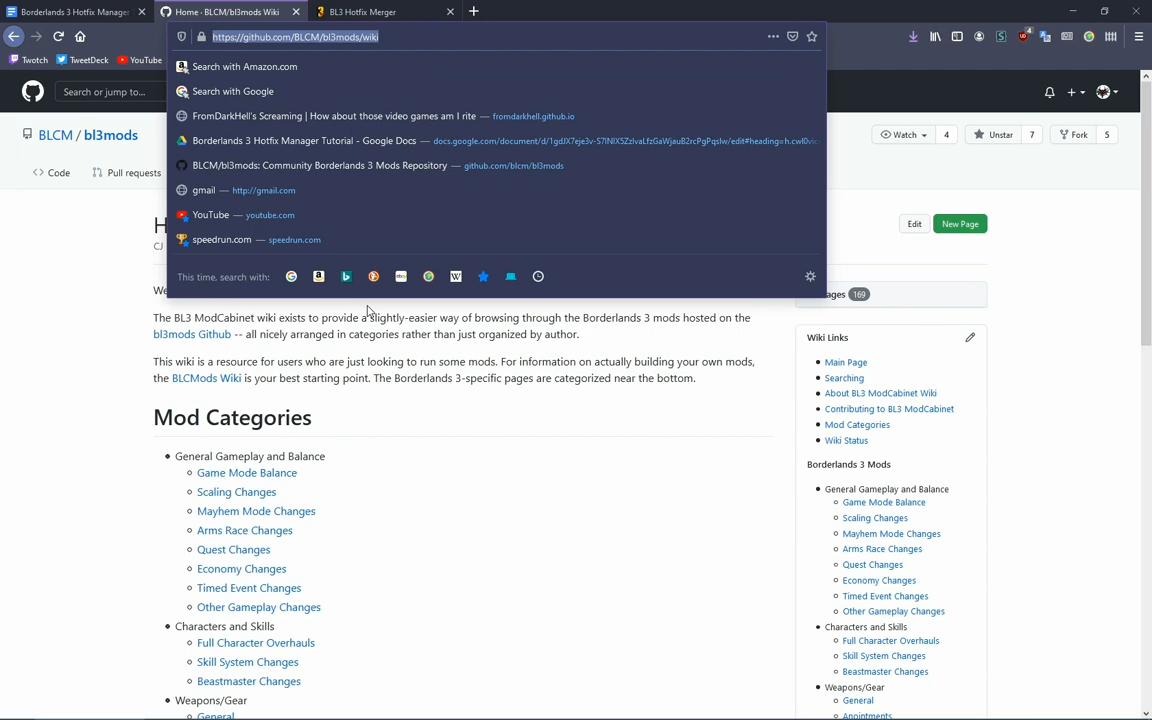 Borderlands 3 Hotfix Manager
Home · BLCM/bl3mods Wiki
BL3 Hotfix Merger
https://github.com/BLCM/bl3mods/wiki
4
Twotch
TweetDeck
YouTube
Search with Amazon.com
Search with Google
FromDarkHell's Screaming | How about those video games am I rite — fromdarkhell.github.io
Borderlands 3 Hotfix Manager Tutorial - Google Docs —
BLCM/bl3mods: Community Borderlands 3 Mods Repository — github.com/blcm/bl3mods
gmail — http://gmail.com
YouTube — youtube.com
speedrun.com — speedrun.com
This time, search with:
Search or jump to...
BLCM / bl3mods
Watch 4
Unstar 7
Fork 5
Code
Pull requests
H
CJ
Edit
New Page
We
ages 169
The BL3 ModCabinet wiki exists to provide a slightly-easier way of browsing through the Borderlands 3 mods hosted on the
bl3mods Github -- all nicely arranged in categories rather than just organized by author.
This wiki is a resource for users who are just looking to run some mods. For information on actually building your own mods,
the BLCMods Wiki is your best starting point. The Borderlands 3-specific pages are categorized near the bottom.
Mod Categories
General Gameplay and Balance
Game Mode Balance
Scaling Changes
Mayhem Mode Changes
Arms Race Changes
Quest Changes
Economy Changes
Timed Event Changes
Other Gameplay Changes
Characters and Skills
Full Character Overhauls
Skill System Changes
Beastmaster Changes
Weapons/Gear
General
Wiki Links
Main Page
Searching
About BL3 ModCabinet Wiki
Contributing to BL3 ModCabinet
Mod Categories
Wiki Status
Borderlands 3 Mods
General Gameplay and Balance
Game Mode Balance
Scaling Changes
Mayhem Mode Changes
Arms Race Changes
Quest Changes
Economy Changes
Timed Event Changes
Other Gameplay Changes
Characters and Skills
Full Character Overhauls
Skill System Changes
Beastmaster Changes
Weapons/Gear
General
Anointments